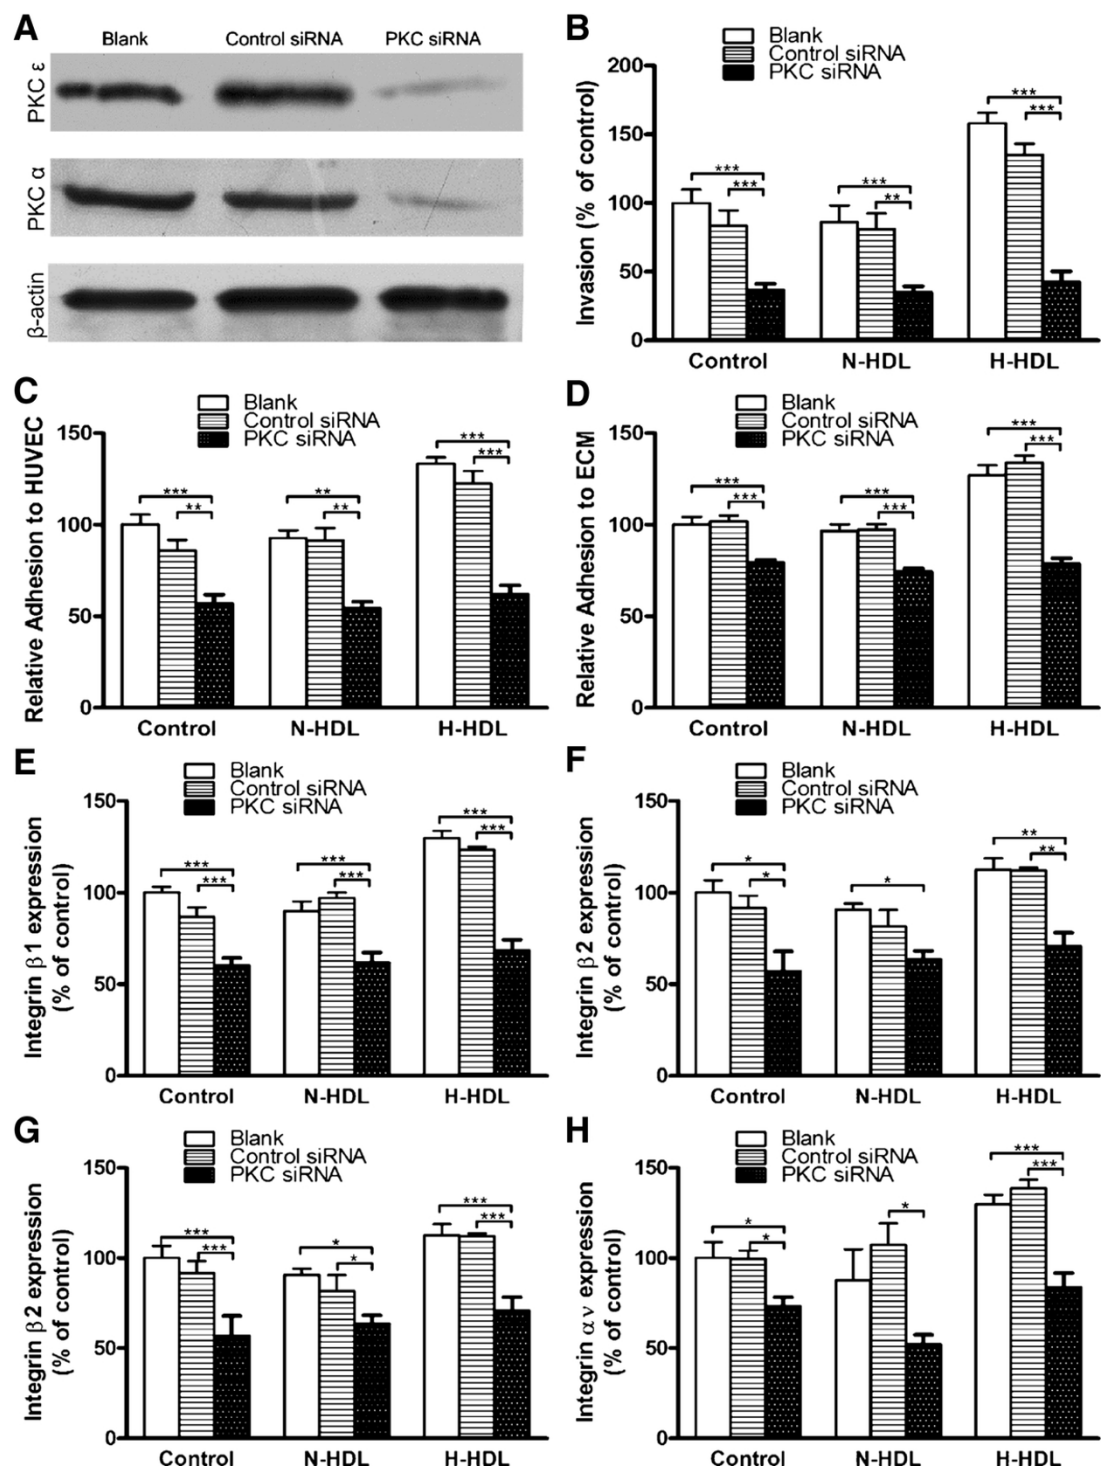 A
Blank Control siRNA PKC siRNA
PKC ε
PKC α
β-actin
B
Blank
Control siRNA
PKC siRNA
Invasion (% of control)
200
150
100
50
0
*** *** *** ** *** ***
Control N-HDL H-HDL
C
Blank
Control siRNA
PKC siRNA
Relative Adhesion to HUVEC
150
100
50
0
*** ** ** ** *** ***
Control N-HDL H-HDL
D
Blank
Control siRNA
PKC siRNA
Relative Adhesion to ECM
150
100
50
0
*** *** *** *** *** ***
Control N-HDL H-HDL
E
Blank
Control siRNA
PKC siRNA
Integrin β1 expression
(% of control)
150
100
50
0
*** *** *** *** *** ***
Control N-HDL H-HDL
F
Blank
Control siRNA
PKC siRNA
Integrin β2 expression
(% of control)
150
100
50
0
* * * ** **
Control N-HDL H-HDL
G
Blank
Control siRNA
PKC siRNA
Integrin β2 expression
(% of control)
150
100
50
0
*** *** * * *** ***
Control N-HDL H-HDL
H
Blank
Control siRNA
PKC siRNA
Integrin αν expression
(% of control)
150
100
50
0
* * * *** ***
Control N-HDL H-HDL